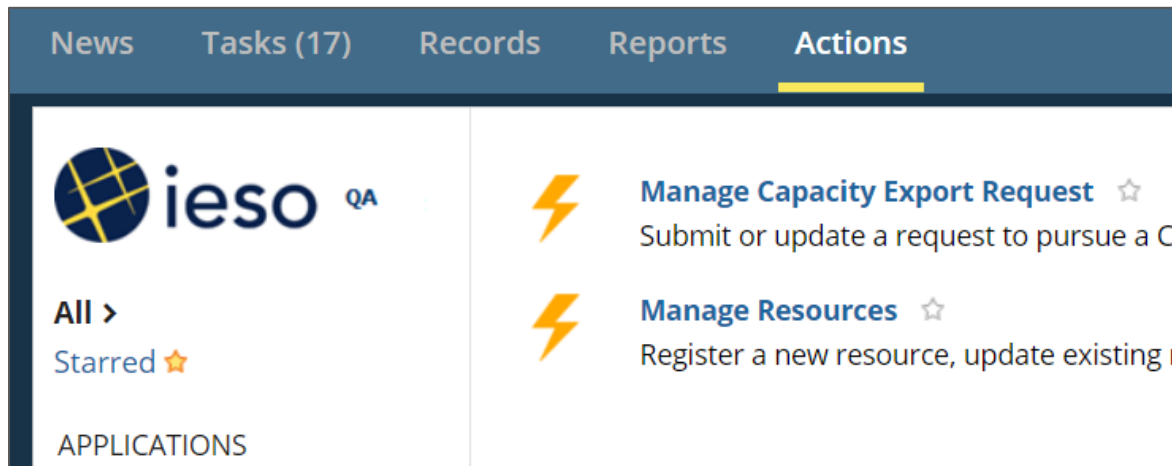 News Tasks (17) Records Reports Actions
ieso QA
All >
Starred
APPLICATIONS
Manage Capacity Export Request
Submit or update a request to pursue a
Manage Resources
Register a new resource, update existing